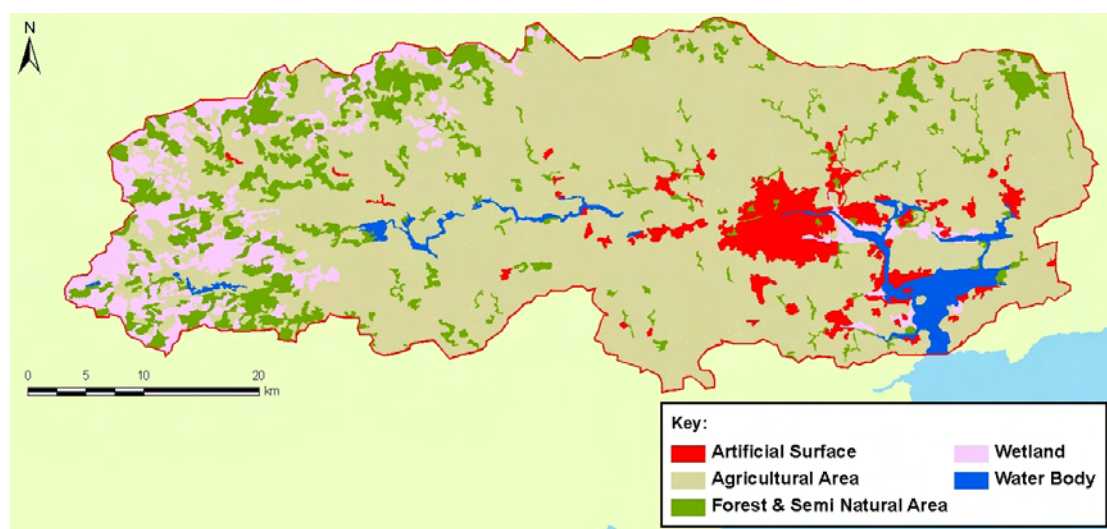 N
0 5 10 20
km
Key:
Artificial Surface
Wetland
Agricultural Area
Water Body
Forest & Semi Natural Area